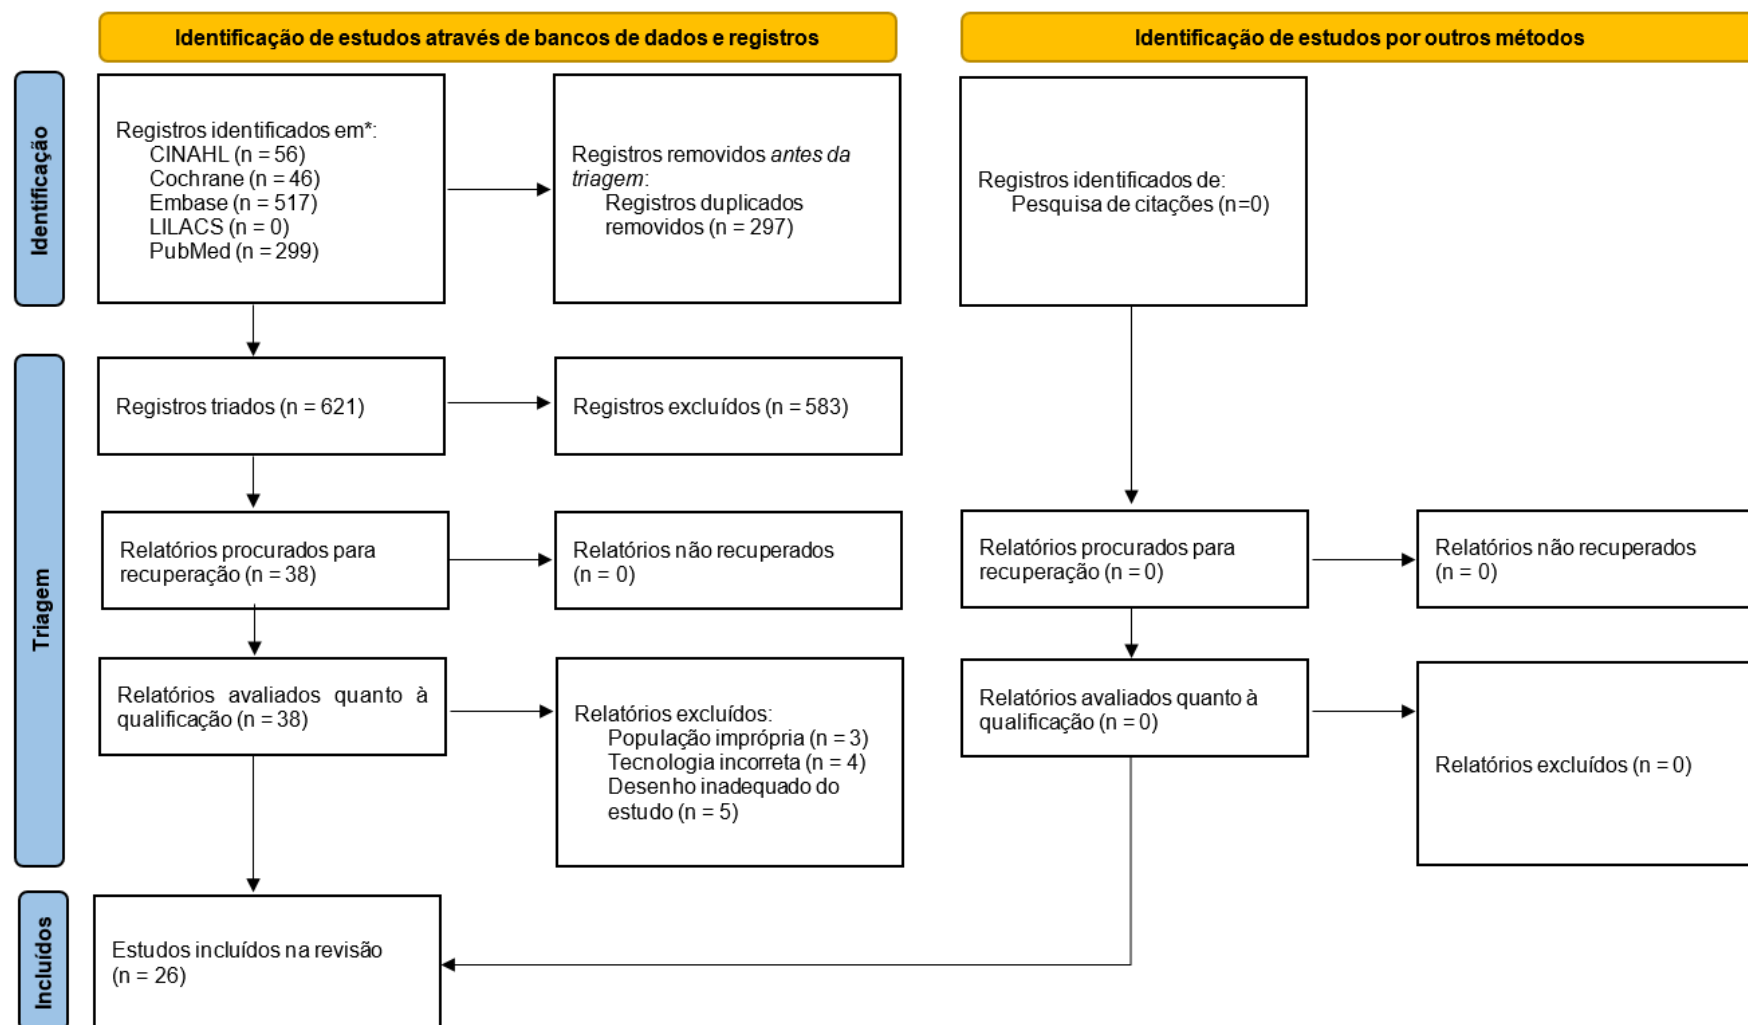 Identificação de estudos através de bancos de dados e registros
Identificação de estudos por outros métodos
Identificação
Registros identificados em*:
CINAHL (n = 56)
Cochrane (n = 46)
Embase (n = 517)
LILACS (n = 0)
PubMed (n = 299)
Registros removidos antes da
triagem:
Registros duplicados
removidos (n = 297)
Registros identificados de:
Pesquisa de citações (n=0)
Triagem
Registros triados (n = 621)
Registros excluídos (n = 583)
Relatórios procurados para
recuperação (n = 38)
Relatórios não recuperados
(n = 0)
Relatórios procurados para
recuperação (n = 0)
Relatórios não recuperados
(n = 0)
Relatórios avaliados quanto à
qualificação (n = 38)
Relatórios excluídos:
População imprópria (n = 3)
Tecnologia incorreta (n = 4)
Desenho inadequado do
estudo (n = 5)
Relatórios avaliados quanto à
qualificação (n = 0)
Relatórios excluídos (n = 0)
Incluídos
Estudos incluídos na revisão
(n = 26)